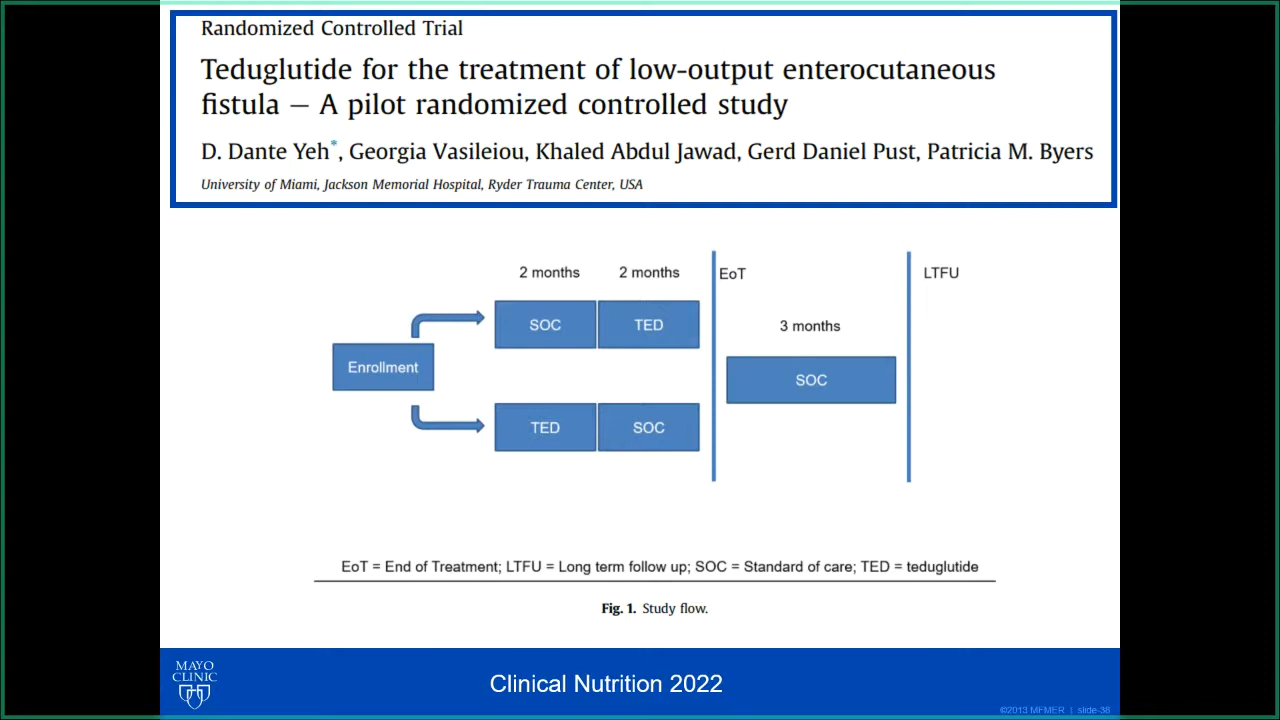 Randomized Controlled Trial
Teduglutide for the treatment of low-output enterocutaneous
fistula — A pilot randomized controlled study
D. Dante Yeh*, Georgia Vasileiou, Khaled Abdul Jawad, Gerd Daniel Pust, Patricia M. Byers
University of Miami, Jackson Memorial Hospital, Ryder Trauma Center, USA
2 months 2 months EoT LTFU
SOC TED
3 months
Enrollment
SOC
TED SOC
EoT = End of Treatment; LTFU = Long term follow up; SOC = Standard of care; TED = teduglutide
Fig. 1. Study flow.
MAYO
CLINIC
Clinical Nutrition 2022
©2013 MFMER | slide-38